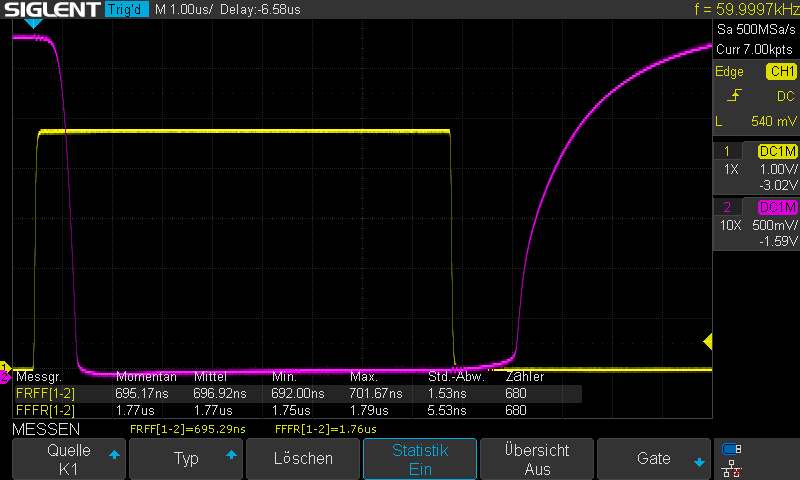 SIGLENT Trig'd M 1.00us/ Delay:-6.58us f = 59.9997kHz
Sa 500MSa/s
Curr 7.00kpts
Edge CH1
DC
L 540 mV
1 DC1M
1X 1.00V/
-3.02V
2 DC1M
10X 500mV/
-1.59V
1
2
Messgr. Momentan Mittel Min. Max. Std.-Abw. Zähler
FRFF[1-2] 695.17ns 696.92ns 692.00ns 701.67ns 1.53ns 680
FFFR[1-2] 1.77us 1.77us 1.75us 1.79us 5.53ns 680
MESSEN FRFF[1-2]=695.29ns FFFR[1-2]=1.76us
Quelle
K1
Typ
Löschen
Statistik
Ein
Übersicht
Aus
Gate